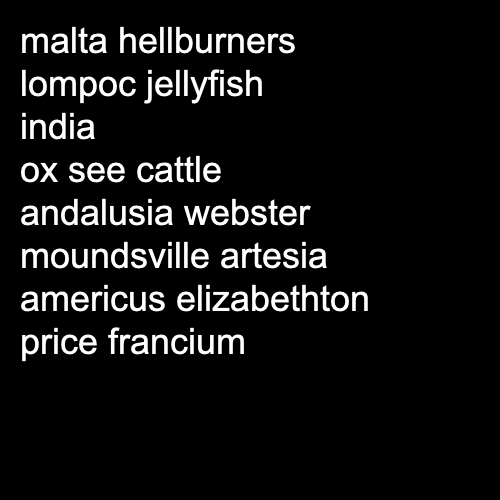 malta hellburners
lompoc jellyfish
india
ox see cattle
andalusia webster
moundsville artesia
americus elizabethton
price francium